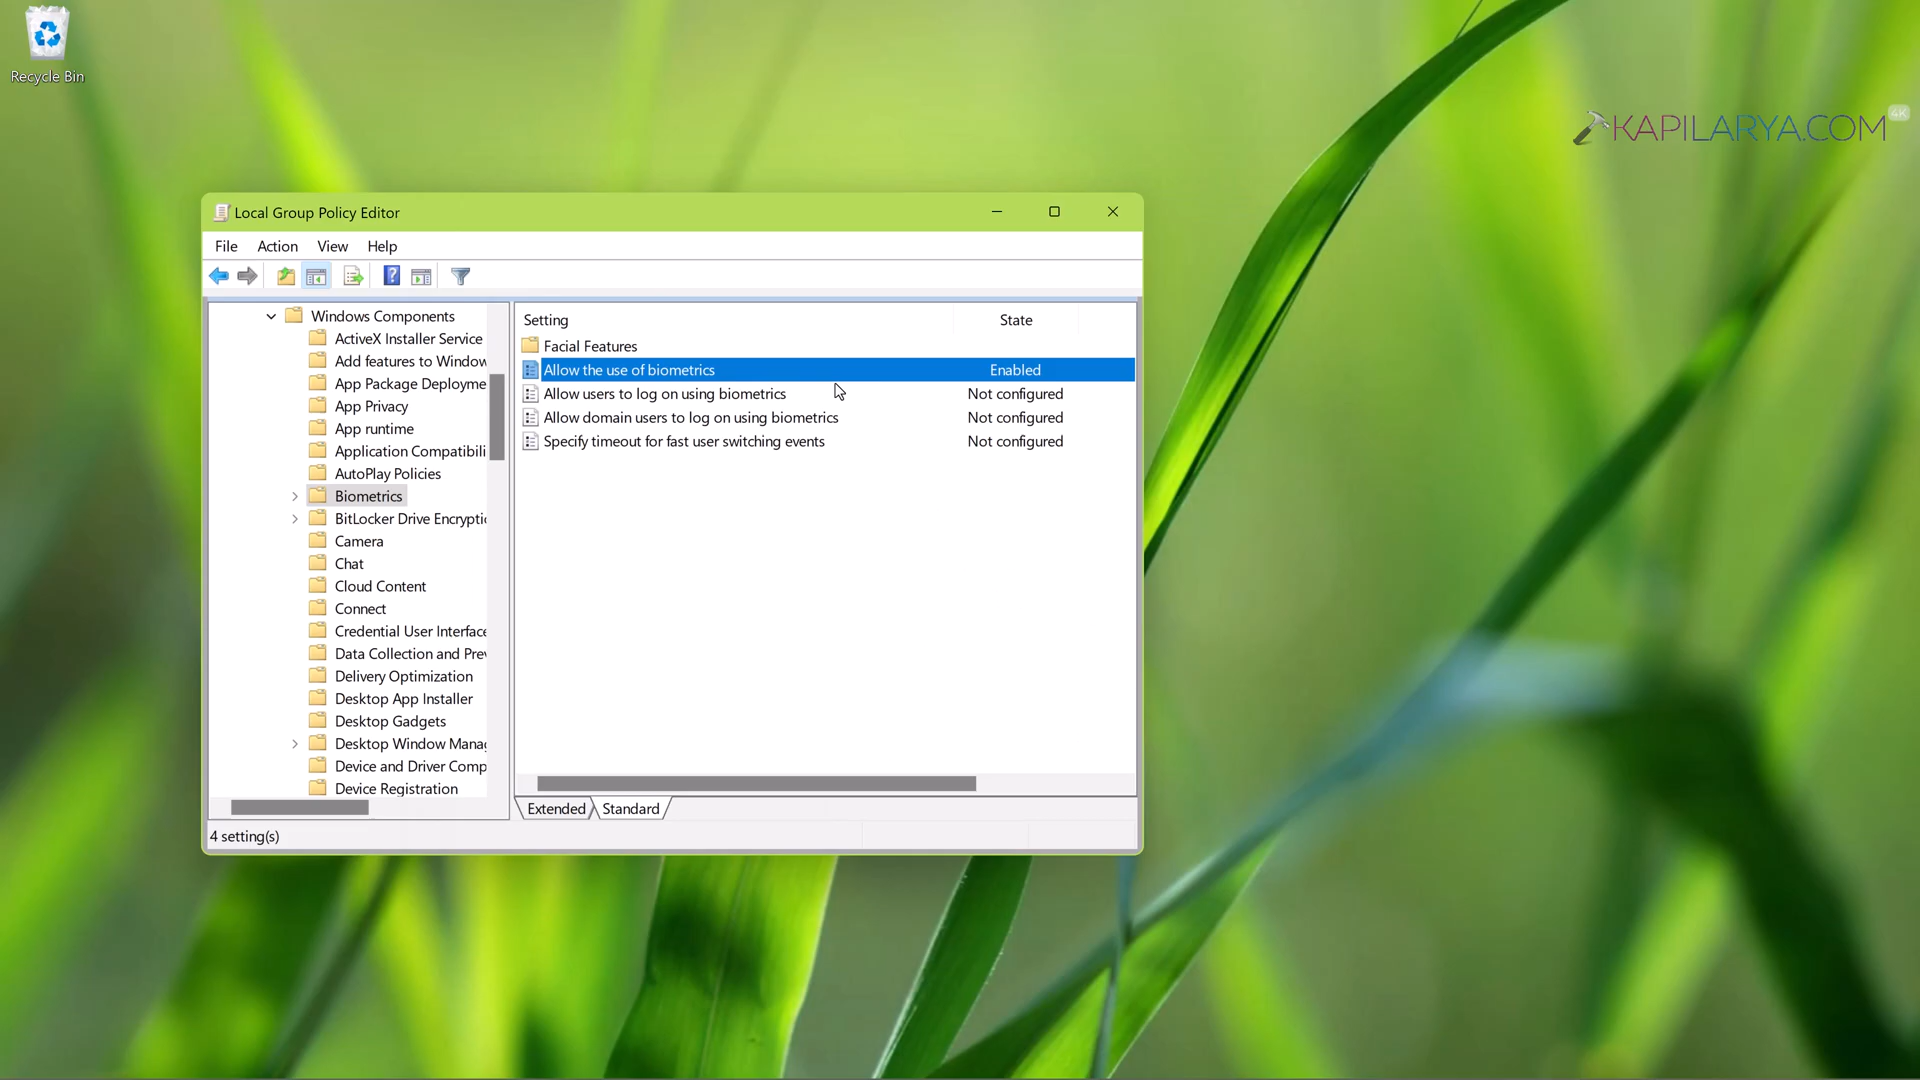 Recycle Bin
KAPILARYA.COM
4K
Local Group Policy Editor
File Action View Help
Windows Components
ActiveX Installer Service
Add features to Window
App Package Deployme
App Privacy
App runtime
Application Compatibili
AutoPlay Policies
Biometrics
BitLocker Drive Encryptic
Camera
Chat
Cloud Content
Connect
Credential User Interface
Data Collection and Prev
Delivery Optimization
Desktop App Installer
Desktop Gadgets
Desktop Window Manag
Device and Driver Comp
Device Registration
Setting State
Facial Features
Allow the use of biometrics Enabled
Allow users to log on using biometrics Not configured
Allow domain users to log on using biometrics Not configured
Specify timeout for fast user switching events Not configured
Extended Standard
4 setting(s)